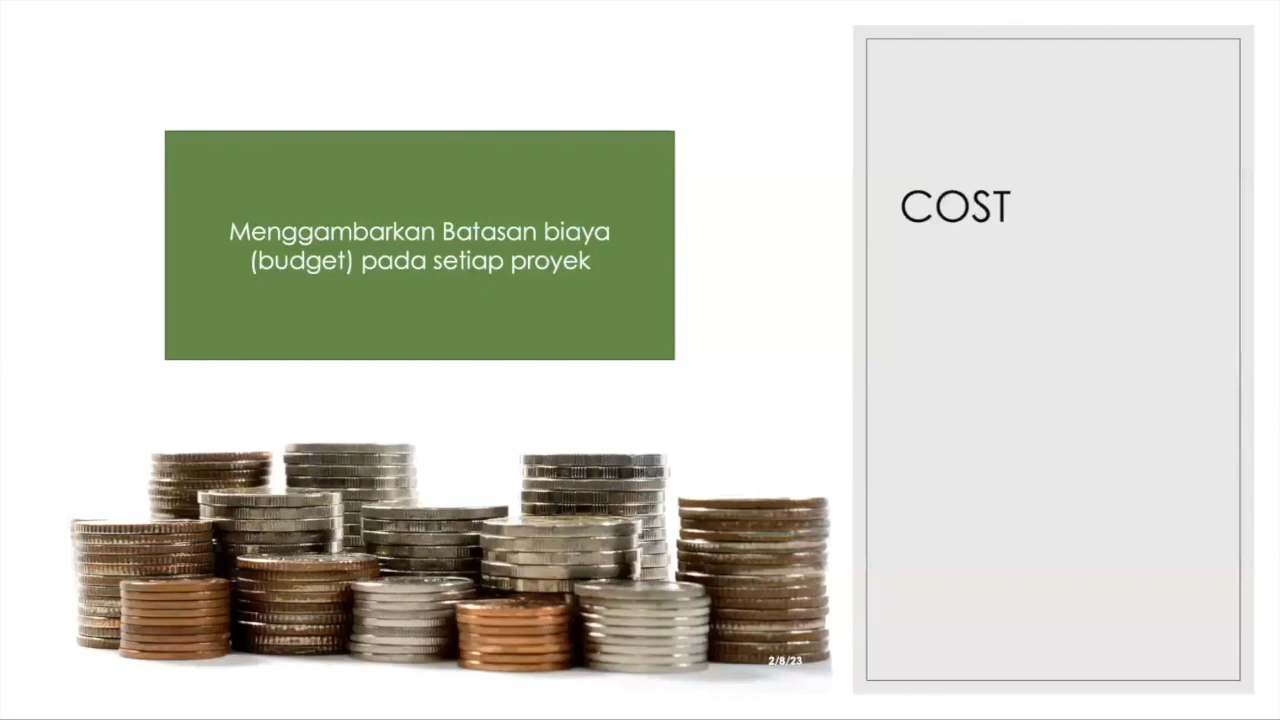 COST
Menggambarkan Batasan biaya
(budget) pada setiap proyek
2/8/23